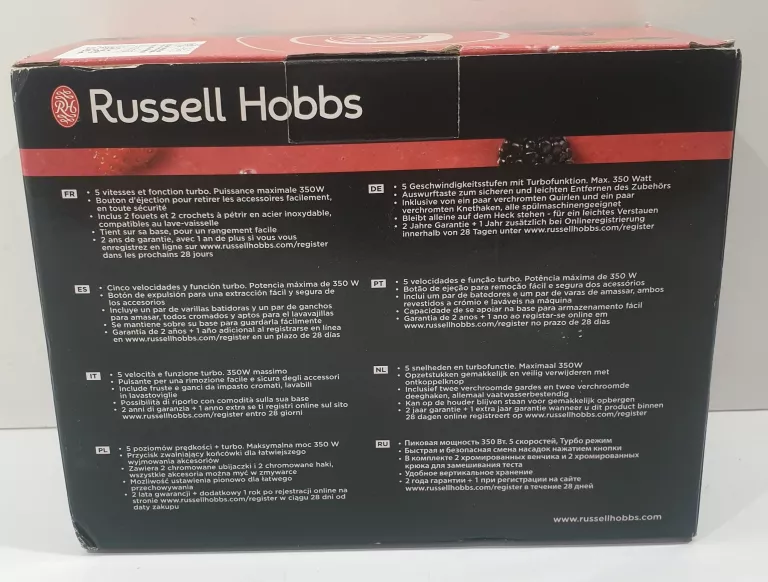 Russell Hobbs
FR
• 5 vitesses et fonction turbo. Puissance maximale 350W
• Bouton d'éjection pour retirer les accessoires facilement,
en toute sécurité
• Inclus 2 fouets et 2 crochets à pétrir en acier inoxydable,
compatibles au lave-vaisselle
• Tient sur sa base, pour un rangement facile
• 2 ans de garantie, avec 1 an de plus si vous vous
enregistrez en ligne sur www.russellhobbs.com/register
dans les prochains 28 jours
DE
• 5 Geschwindigkeitsstufen mit Turbofunktion. Max. 350 Watt
• Auswurftaste zum sicheren und leichten Entfernen des Zubehörs
• Inklusive von ein paar verchromten Quirlen und ein paar
verchromten Knethaken, alle spülmaschinengeeignet
• Bleibt alleine auf dem Heck stehen - für ein leichtes Verstauen
• 2 Jahre Garantie + 1 Jahr zusätzlich bei Onlineregistrierung
innerhalb von 28 Tagen unter www.russellhobbs.com/register
ES
• Cinco velocidades y función turbo. Potencia máxima de 350 W
• Botón de expulsión para una extracción fácil y segura de
los accesorios
• Incluye un par de varillas batidoras y un par de ganchos
para amasar, todos cromados y aptos para el lavavajillas
• Se mantiene sobre su base para guardarla fácilmente
• Garantía de 2 años + 1 año adicional al registrarse en línea
en www.russellhobbs.com/register en un plazo de 28 días
PT
• 5 velocidades e função turbo. Potência máxima de 350 W
• Botão de ejeção para remoção fácil e segura dos acessórios
• Inclui um par de batedores e um par de varas de amassar, ambos
revestidos a crómio e laváveis na máquina
• Capacidade de se apoiar na base para armazenamento fácil
• Garantia de 2 anos + 1 ano ao registar-se online em
www.russellhobbs.com/register no prazo de 28 dias
IT
• 5 velocità e funzione turbo. 350W massimo
• Pulsante per una rimozione facile e sicura degli accessori
• Include fruste e ganci da impasto cromati, lavabili
in lavastoviglie
• Possibilità di riporlo con comodità sulla sua base
• 2 anni di garanzia + 1 anno extra se ti registri online sul sito
www.russellhobbs.com/register entro 28 giorni
NL
• 5 snelheden en turbofunctie. Maximaal 350W
• Opzetstukken gemakkelijk en veilig verwijderen met
ontkoppelknop
• Inclusief twee verchroomde gardes en twee verchroomde
deeghaken, allemaal vaatwasserbestendig
• Kan op de houder blijven staan voor gemakkelijk opbergen
• 2 jaar garantie + 1 extra jaar garantie wanneer u dit product binnen
28 dagen online registreert op www.russellhobbs.com/register
PL
• 5 poziomów prędkości + turbo. Maksymalna moc 350 W
• Przycisk zwalniający końcówki dla łatwiejszego
wyjmowania akcesoriów
• Zawiera 2 chromowane ubijaczki i 2 chromowane haki,
wszystkie akcesoria można myć w zmywarce
• Możliwość ustawienia pionowo dla łatwego
przechowywania
• 2 lata gwarancji + dodatkowy 1 rok po rejestracji online na
stronie www.russellhobbs.com/register w ciągu 28 dni od
daty zakupu
RU
• Пиковая мощность 350 Вт. 5 скоростей, Турбо режим
• Быстрая и безопасная смена насадок нажатием кнопки
• В комплекте 2 хромированных венчика и 2 хромированных
крюка для замешивания теста
• Удобное вертикальное хранение
• 2 года гарантии + 1 при регистрации на сайте
www.russellhobbs.com/register в течение 28 дней
www.russellhobbs.com